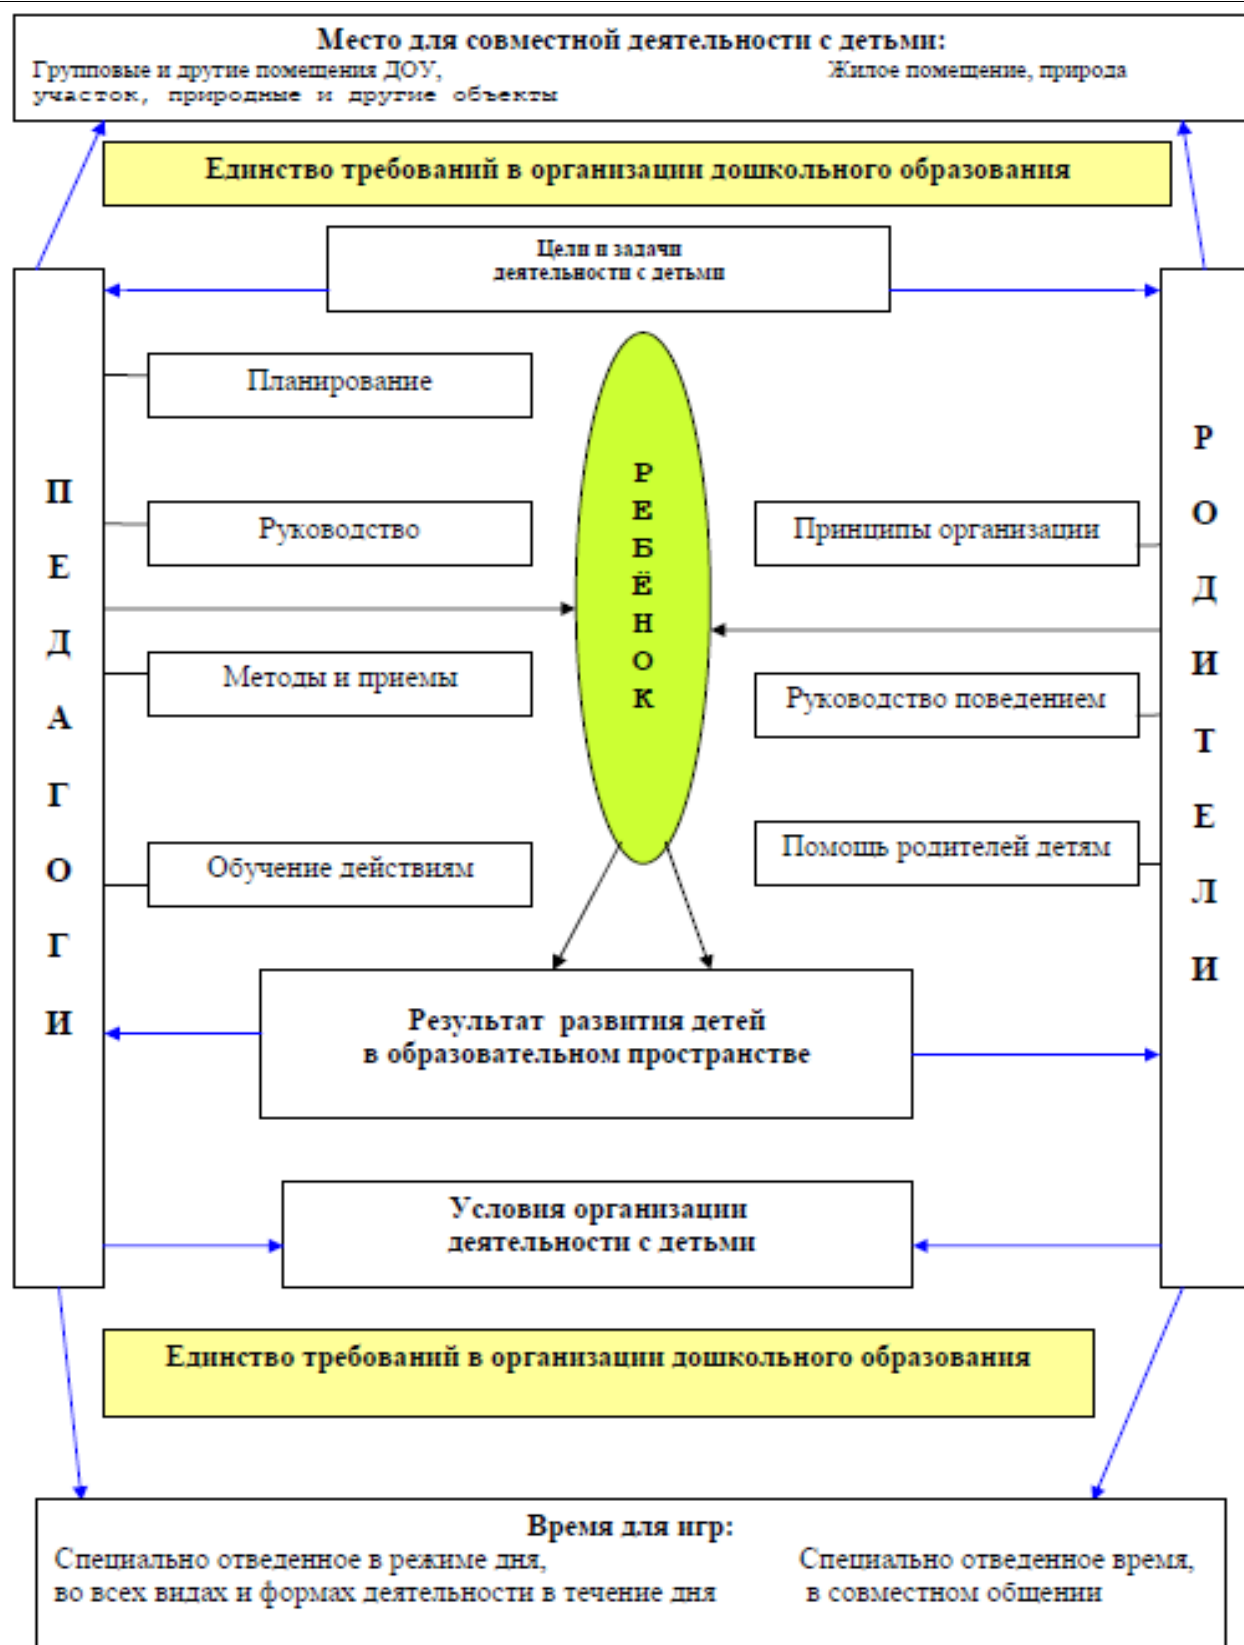 Место для совместной деятельности с детьми:
Групповые и другие помещения ДОУ,
Жилое помещение, природа
участок, природные и другие объекты
Единство требований в организации дошкольного образования
Цели и задачи
деятельности с детьми
ПЕДАГОГИ
Планирование
Руководство
Методы и приемы
Обучение действиям
РЕБЁНОК
РОДИТЕЛИ
Принципы организации
Руководство поведением
Помощь родителей детям
Результат развития детей
в образовательном пространстве
Условия организации
деятельности с детьми
Единство требований в организации дошкольного образования
Время для игр:
Специально отведенное в режиме дня,
во всех видах и формах деятельности в течение дня
Специально отведенное время,
в совместном общении